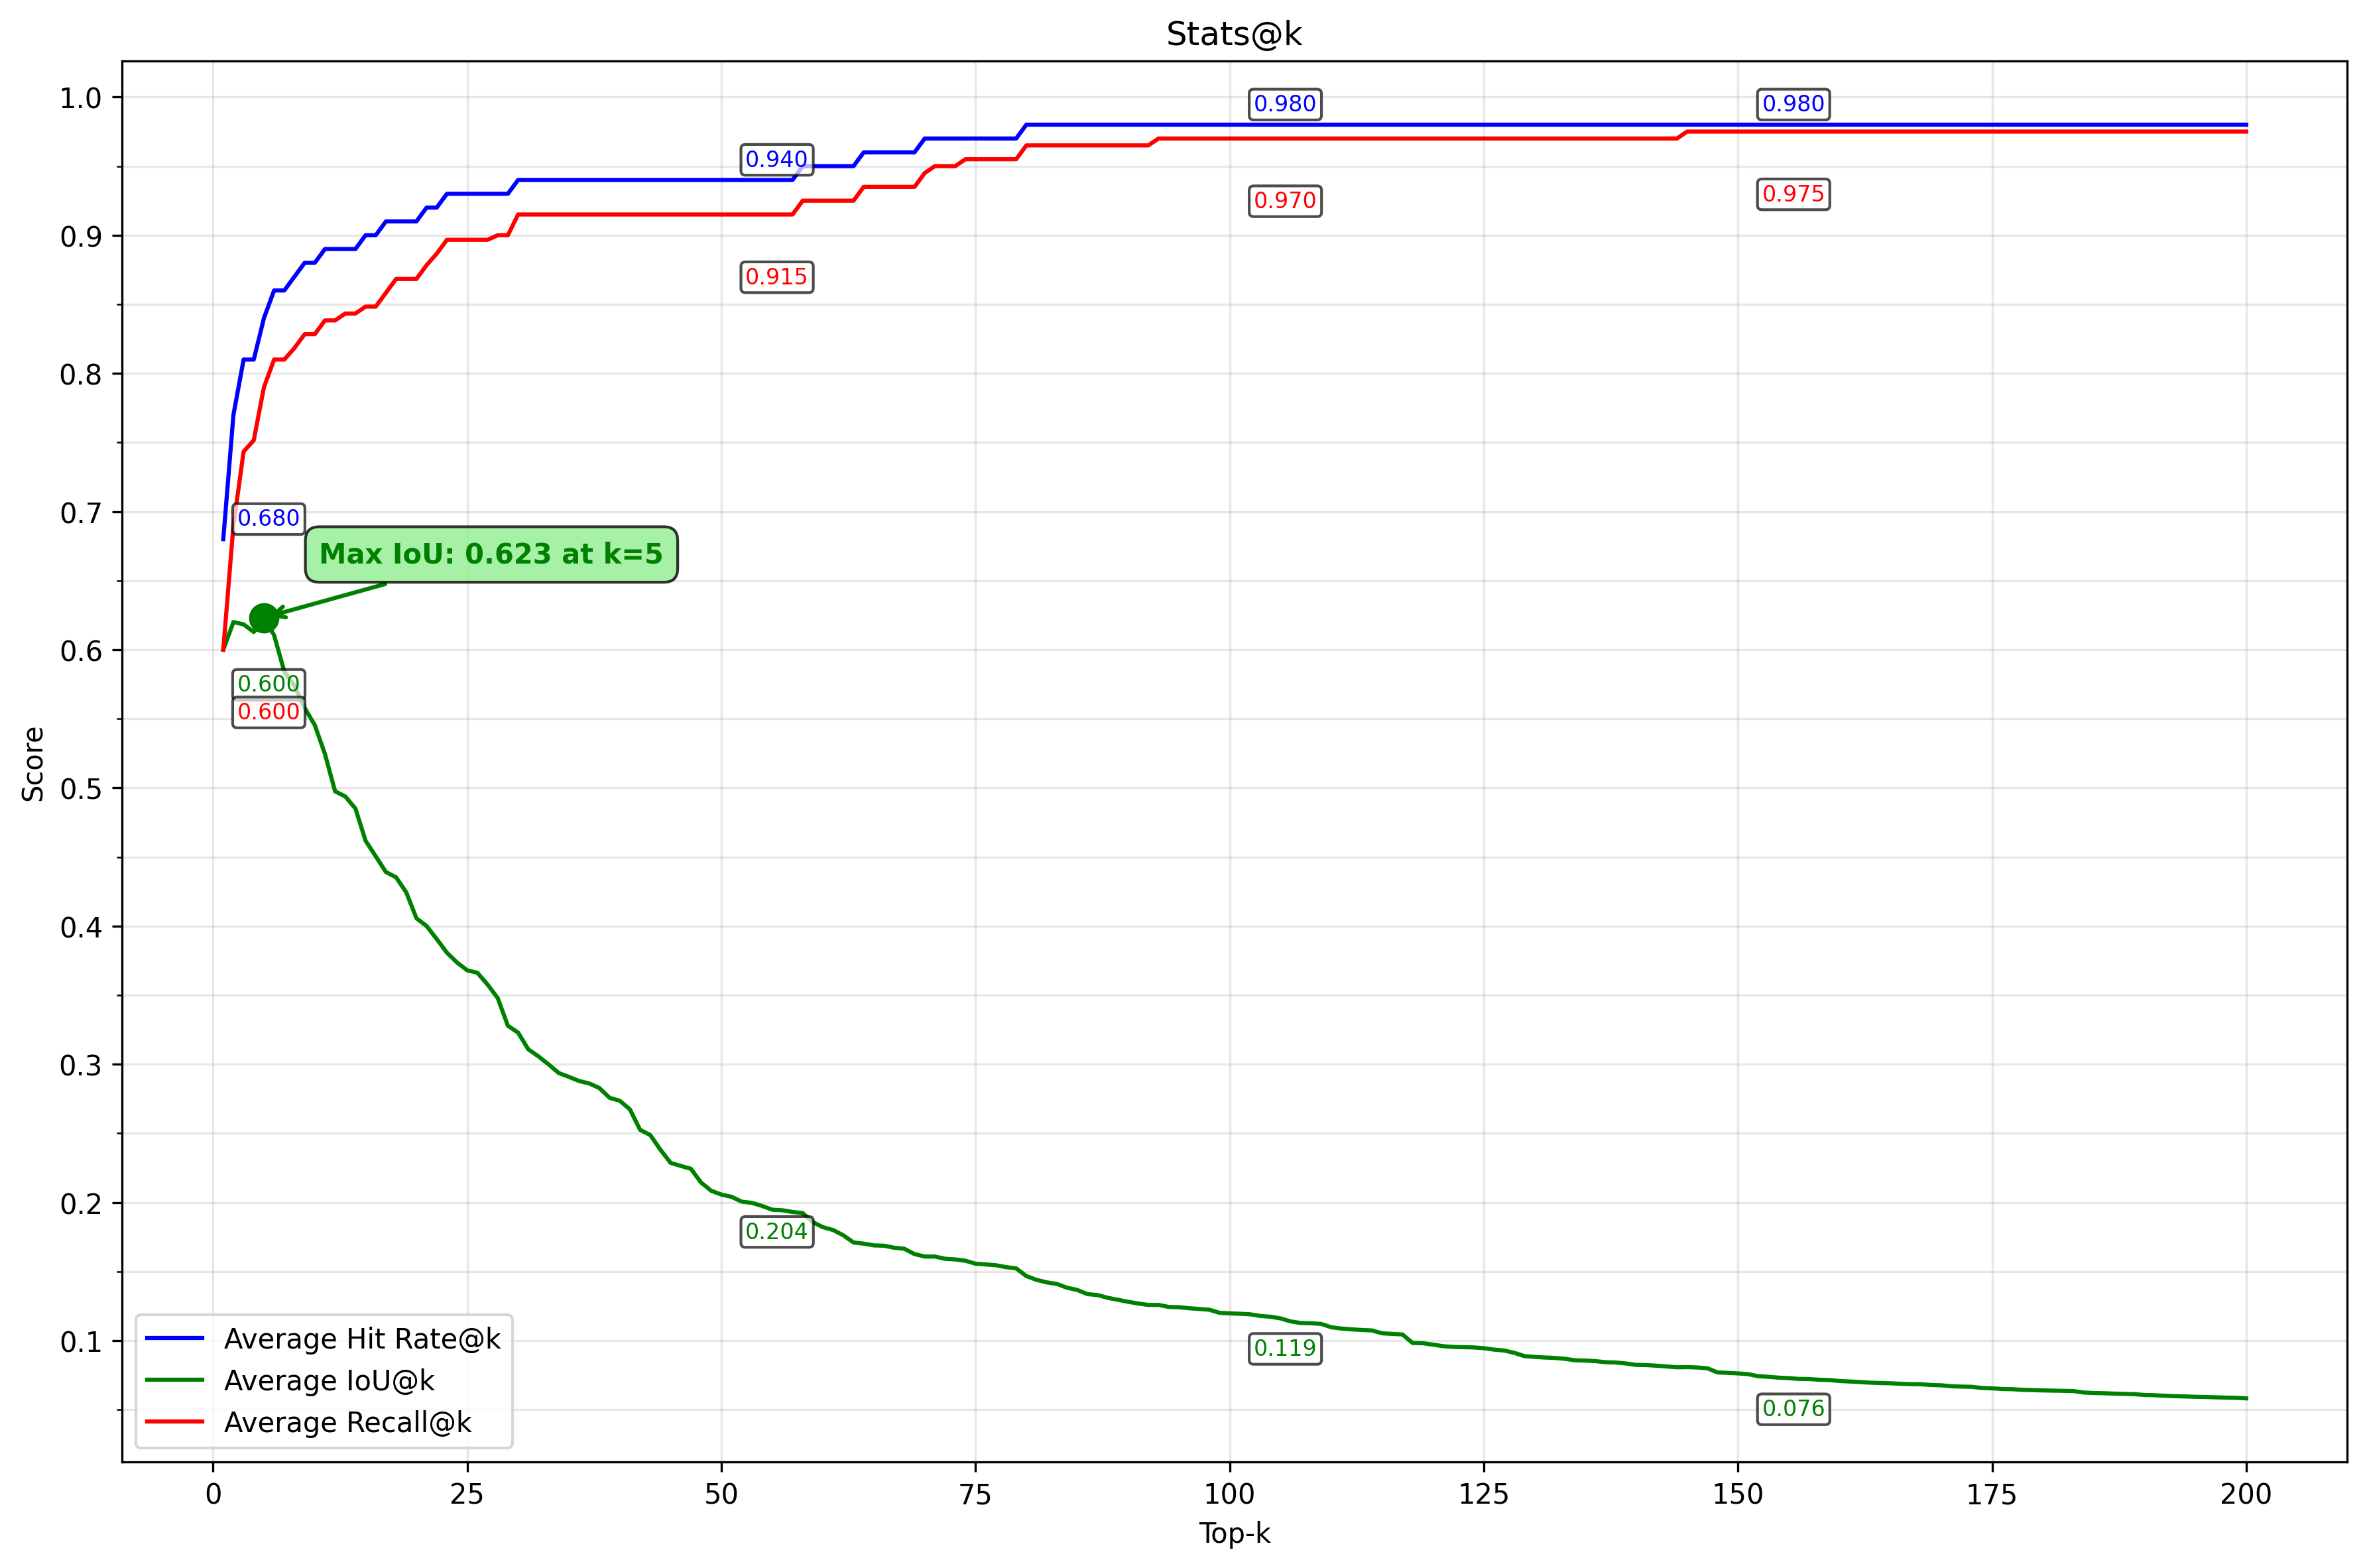 Stats@k
1.0
0.9
0.8
0.7
0.6
0.5
0.4
0.3
0.2
0.1
Score
0.980
0.980
0.940
0.970
0.975
0.915
0.680
Max IoU: 0.623 at k=5
0.600
0.600
0.204
0.119
0.076
Average Hit Rate@k
Average IoU@k
Average Recall@k
0 25 50 75 100 125 150 175 200
Top-k